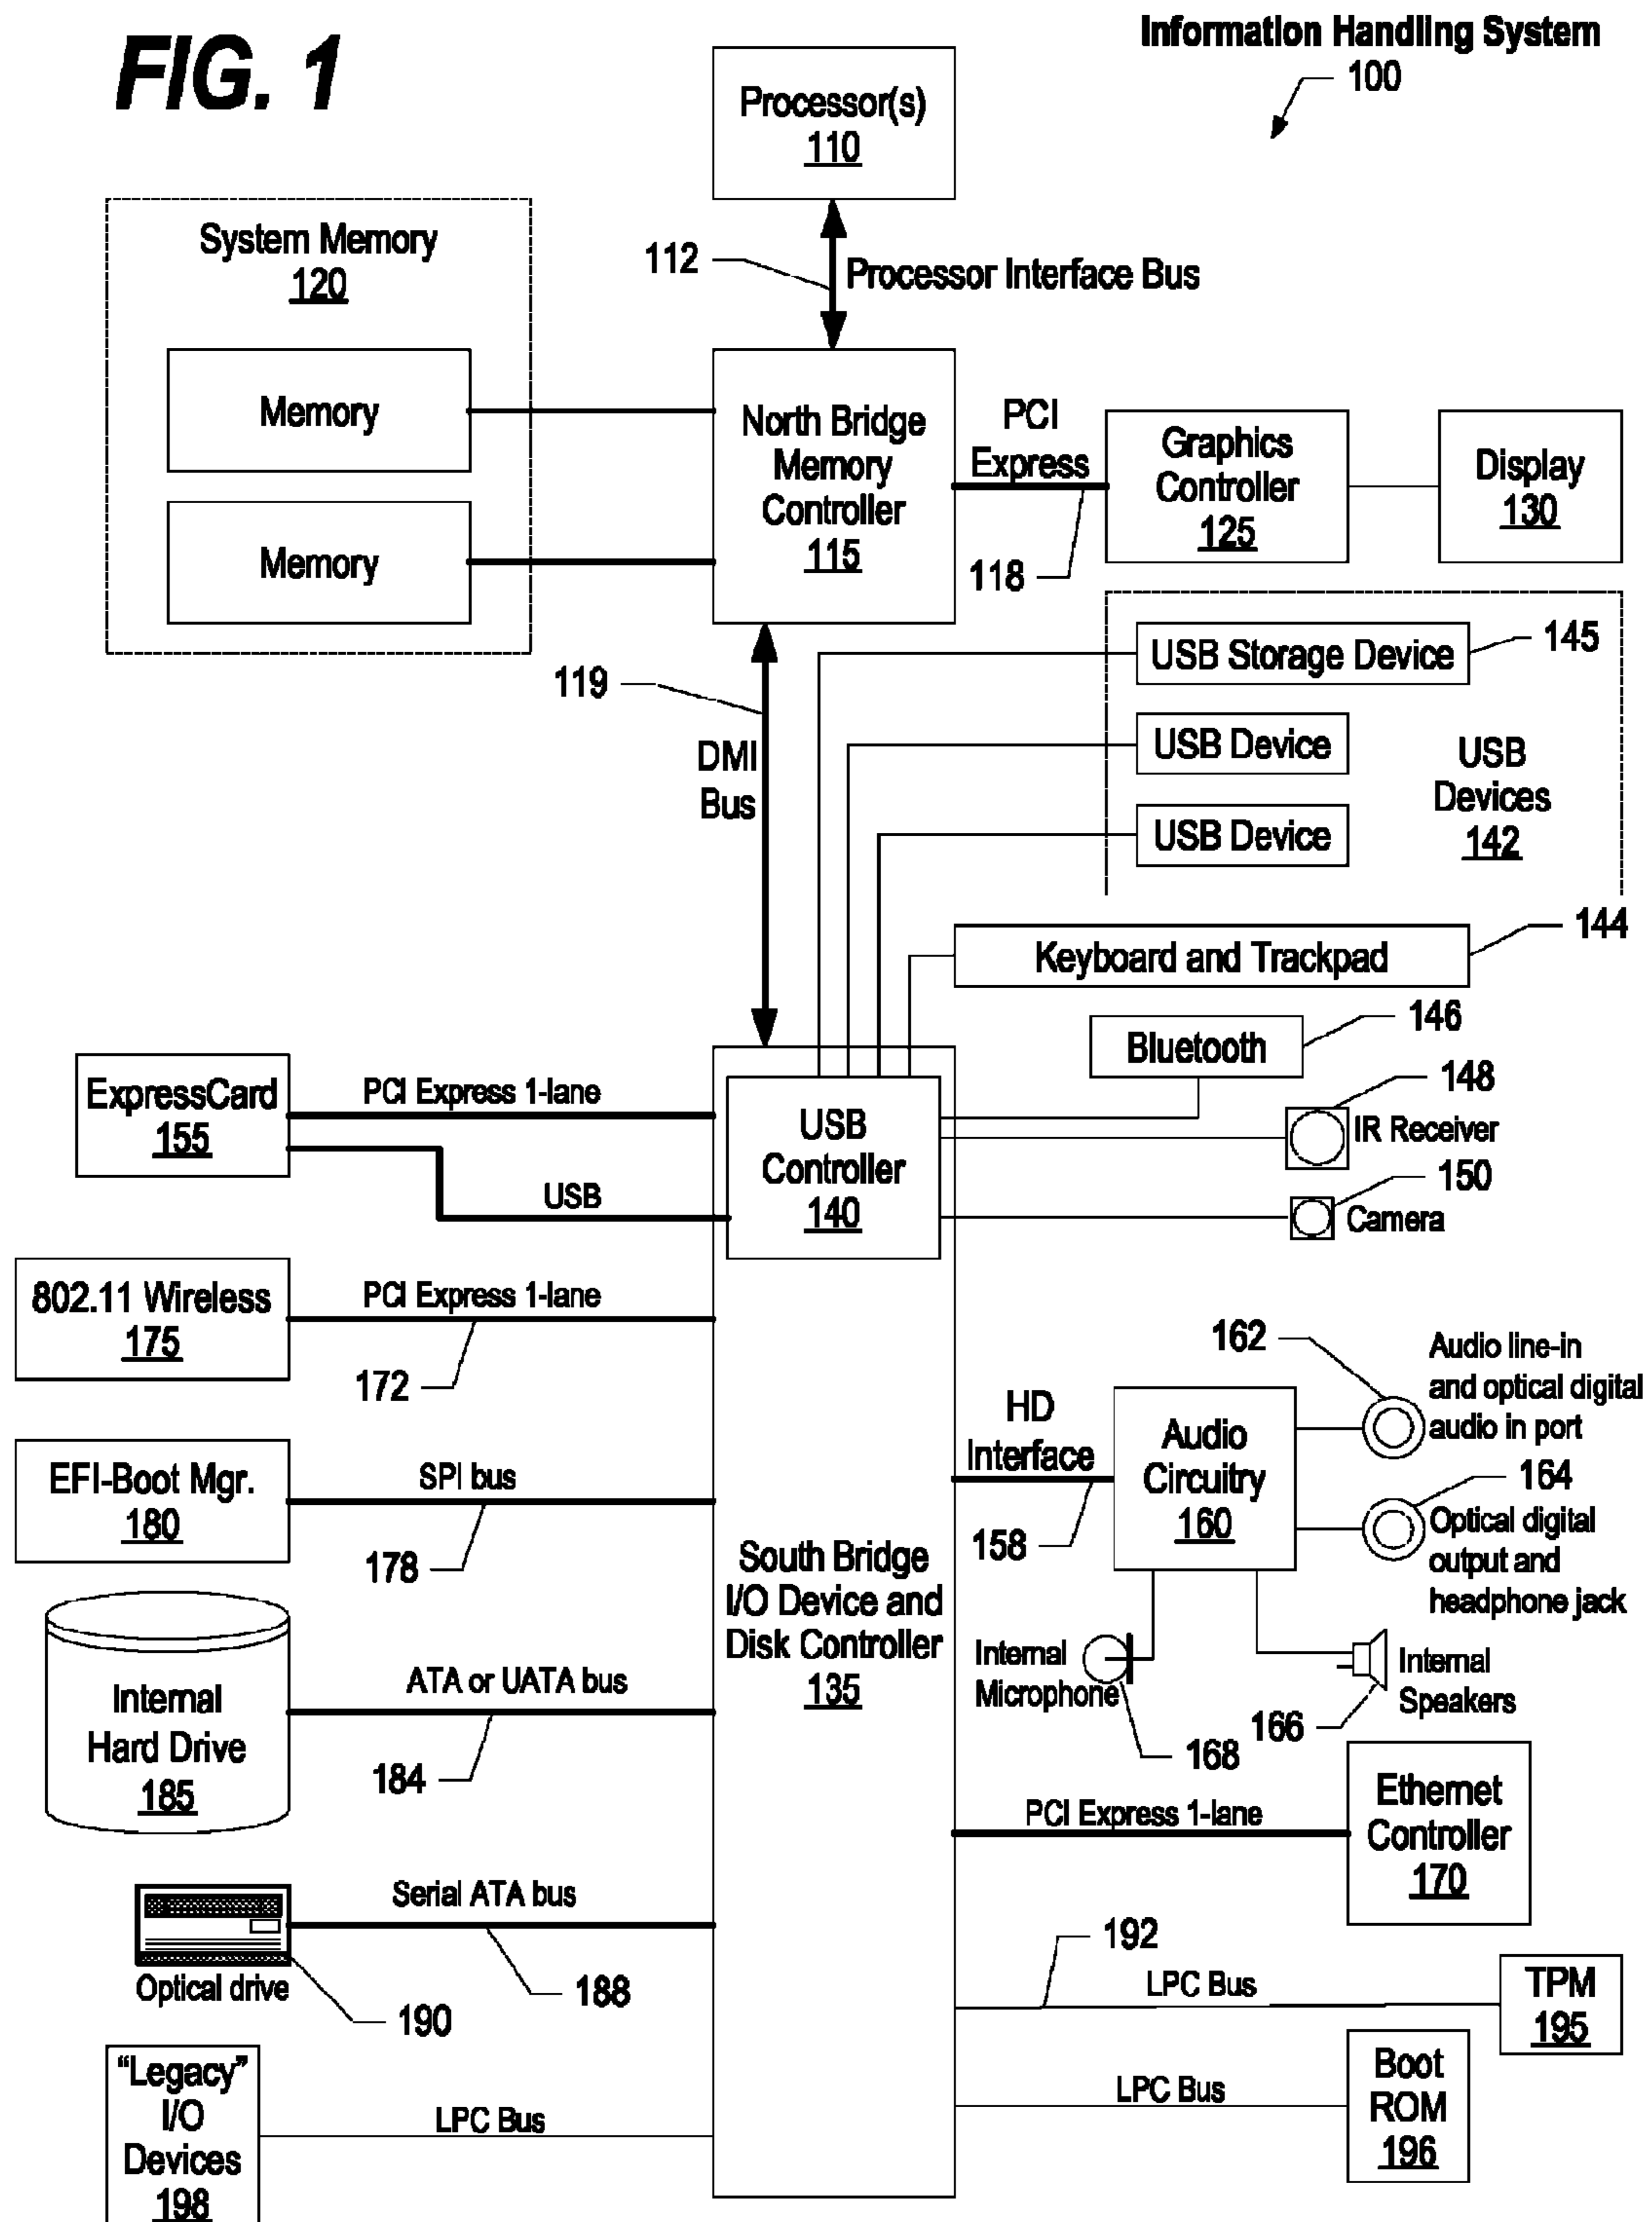 FIG. 1
Information Handling System
100
Processor(s)
110
System Memory
120
112
Processor Interface Bus
Memory
Memory
North Bridge
Memory
Controller
115
PCI
Express
118
Graphics
Controller
125
Display
130
119
DMI
Bus
USB Storage Device
145
USB Device
USB Device
USB
Devices
142
Keyboard and Trackpad
144
Bluetooth
146
148
IR Receiver
150
Camera
ExpressCard
155
PCI Express 1-lane
USB
USB
Controller
140
802.11 Wireless
175
PCI Express 1-lane
172
162
Audio line-in
and optical digital
audio in port
HD
Interface
158
Audio
Circuitry
160
164
Optical digital
output and
headphone jack
EFI-Boot Mgr.
180
SPI bus
178
South Bridge
I/O Device and
Disk Controller
135
Internal
Microphone
168
Internal
Speakers
166
Internal
Hard Drive
185
ATA or UATA bus
184
PCI Express 1-lane
Ethernet
Controller
170
Serial ATA bus
188
Optical drive
190
192
LPC Bus
TPM
195
"Legacy"
I/O
Devices
198
LPC Bus
LPC Bus
Boot
ROM
196